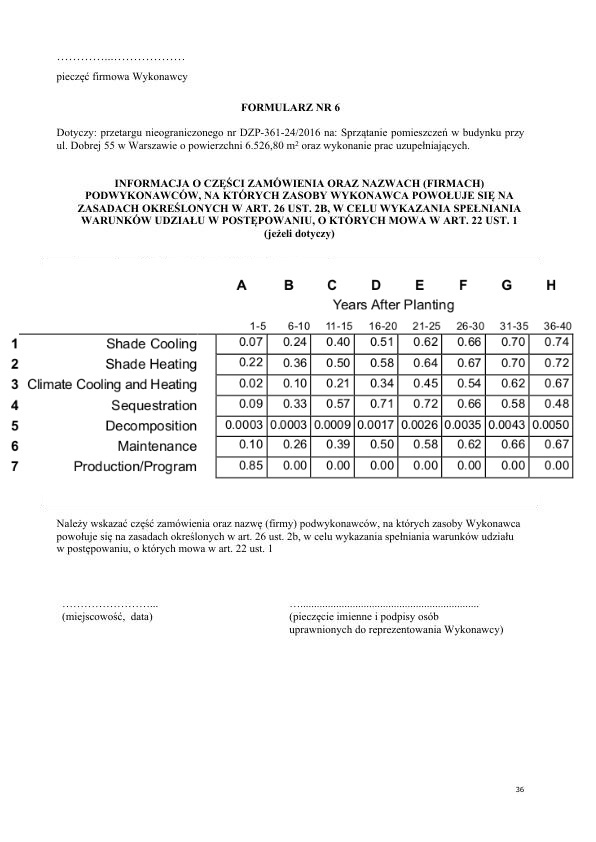 …………...………………
pieczęć firmowa Wykonawcy
FORMULARZ NR 6
Dotyczy: przetargu nieograniczonego nr DZP-361-24/2016 na: Sprzątanie pomieszczeń w budynku przy
ul. Dobrej 55 w Warszawie o powierzchni 6.526,80 m² oraz wykonanie prac uzupełniających.
INFORMACJA O CZĘŚCI ZAMÓWIENIA ORAZ NAZWACH (FIRMACH)
PODWYKONAWCÓW, NA KTÓRYCH ZASOBY WYKONAWCA POWOŁUJE SIĘ NA
ZASADACH OKREŚLONYCH W ART. 26 UST. 2B, W CELU WYKAZANIA SPEŁNIANIA
WARUNKÓW UDZIAŁU W POSTĘPOWANIU, O KTÓRYCH MOWA W ART. 22 UST. 1
(jeżeli dotyczy)
A B C D E F G H
Years After Planting
1-5 6-10 11-15 16-20 21-25 26-30 31-35 36-40
1 Shade Cooling 0.07 0.24 0.40 0.51 0.62 0.66 0.70 0.74
2 Shade Heating 0.22 0.36 0.50 0.58 0.64 0.67 0.70 0.72
3 Climate Cooling and Heating 0.02 0.10 0.21 0.34 0.45 0.54 0.62 0.67
4 Sequestration 0.09 0.33 0.57 0.71 0.72 0.66 0.58 0.48
5 Decomposition 0.0003 0.0003 0.0009 0.0017 0.0026 0.0035 0.0043 0.0050
6 Maintenance 0.10 0.26 0.39 0.50 0.58 0.62 0.66 0.67
7 Production/Program 0.85 0.00 0.00 0.00 0.00 0.00 0.00 0.00
Należy wskazać część zamówienia oraz nazwę (firmy) podwykonawców, na których zasoby Wykonawca
powołuje się na zasadach określonych w art. 26 ust. 2b, w celu wykazania spełniania warunków udziału
w postępowaniu, o których mowa w art. 22 ust. 1
……………………... …...................................................................
(miejscowość, data) (pieczęcie imienne i podpisy osób
uprawnionych do reprezentowania Wykonawcy)
36